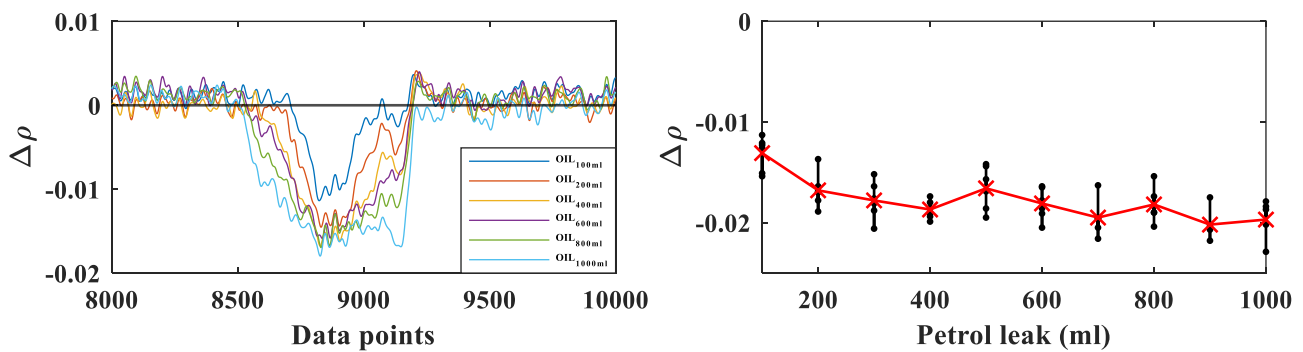 0.01
0
-0.01
-0.02
Δρ
8000
8500
9000
9500
10000
Data points
OIL100ml
OIL200ml
OIL400ml
OIL600ml
OIL800ml
OIL1000ml
-0
-0.01
-0.02
Δρ
200
400
600
800
1000
Petrol leak (ml)